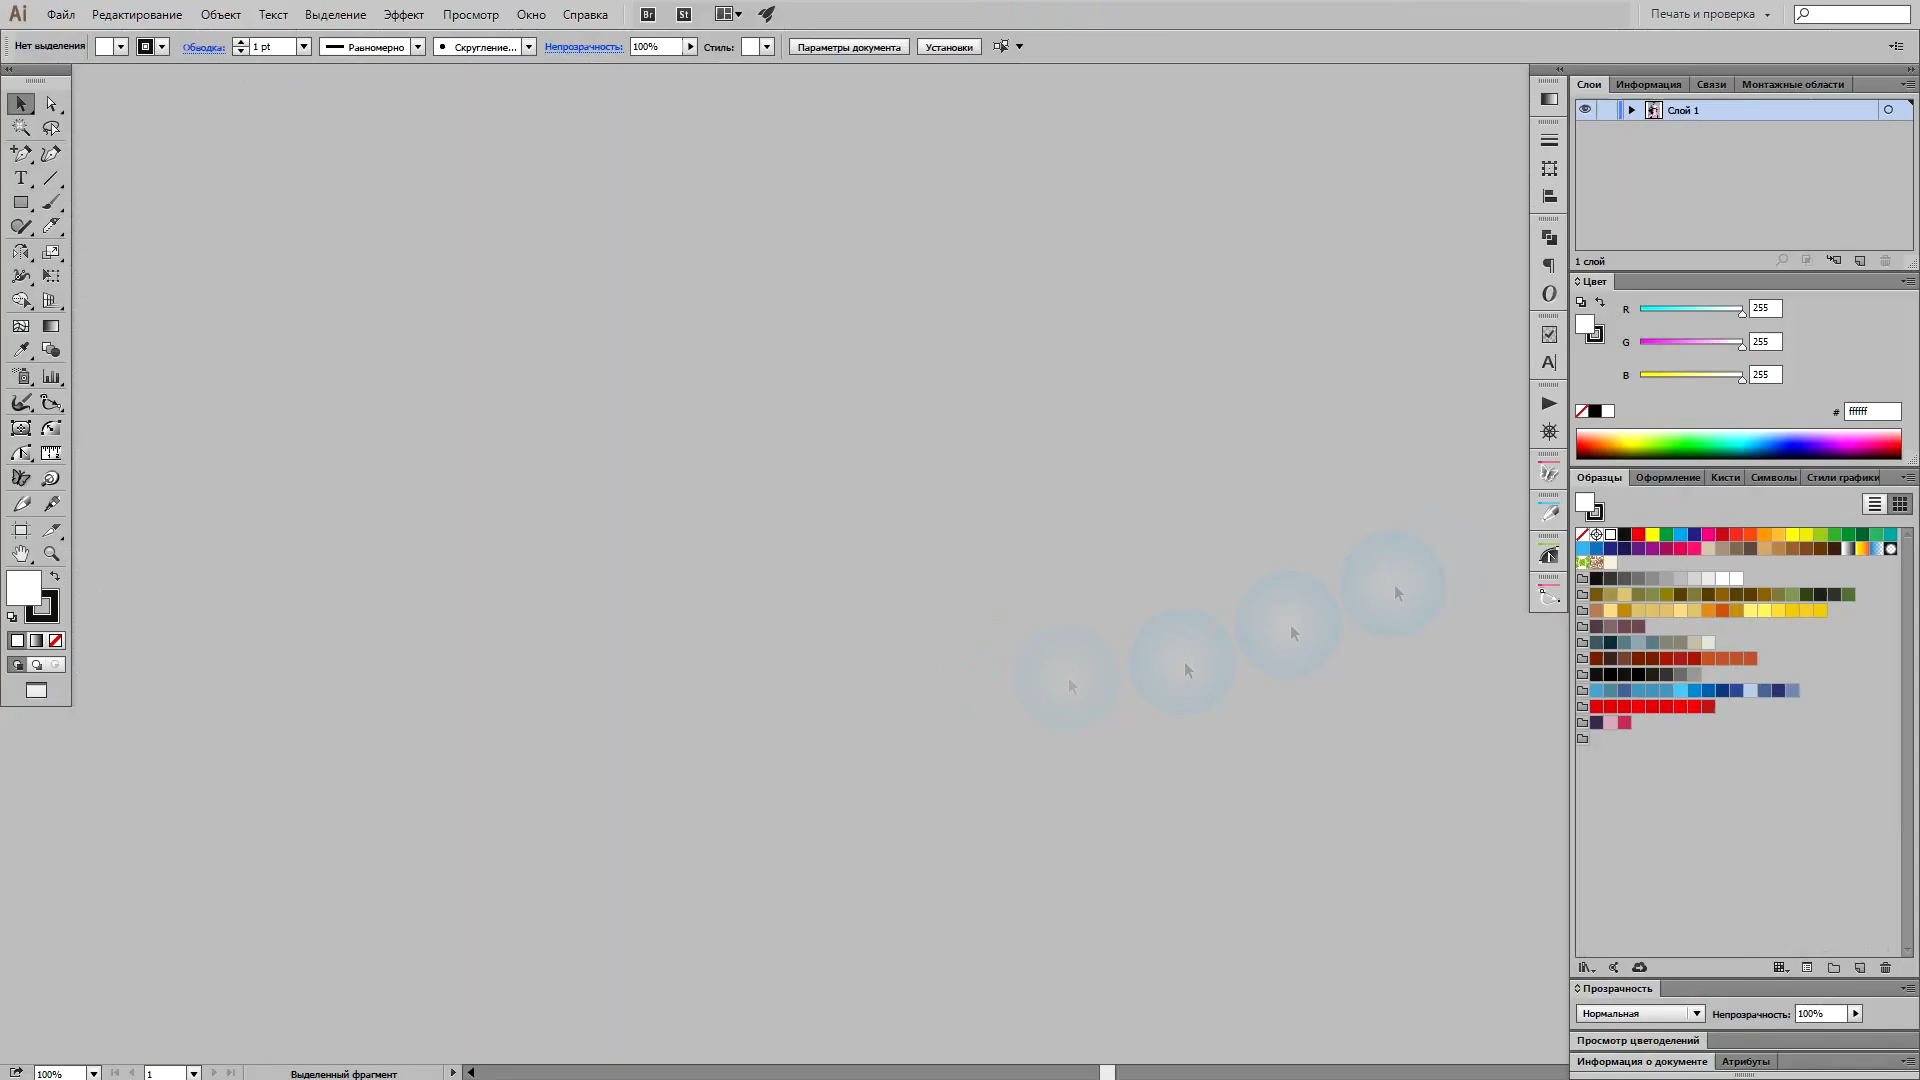 Ai Файл Редактирование Объект Текст Выделение Эффект Просмотр Окно Справка Br St Печать и проверка
Нет выделения Обводка: 1 pt Равномерно Скругление... Непрозрачность: 100% Стиль: Параметры документа Установки
Слои Информация Связи Монтажные области
Слой 1
1 слой
Цвет
R 255
G 255
B 255
# ffffff
Образцы Оформление Кисти Символы Стили графики
Прозрачность
Нормальная Непрозрачность: 100%
Просмотр цветоделений
Информация о документе Атрибуты
100% 1 Выделенный фрагмент